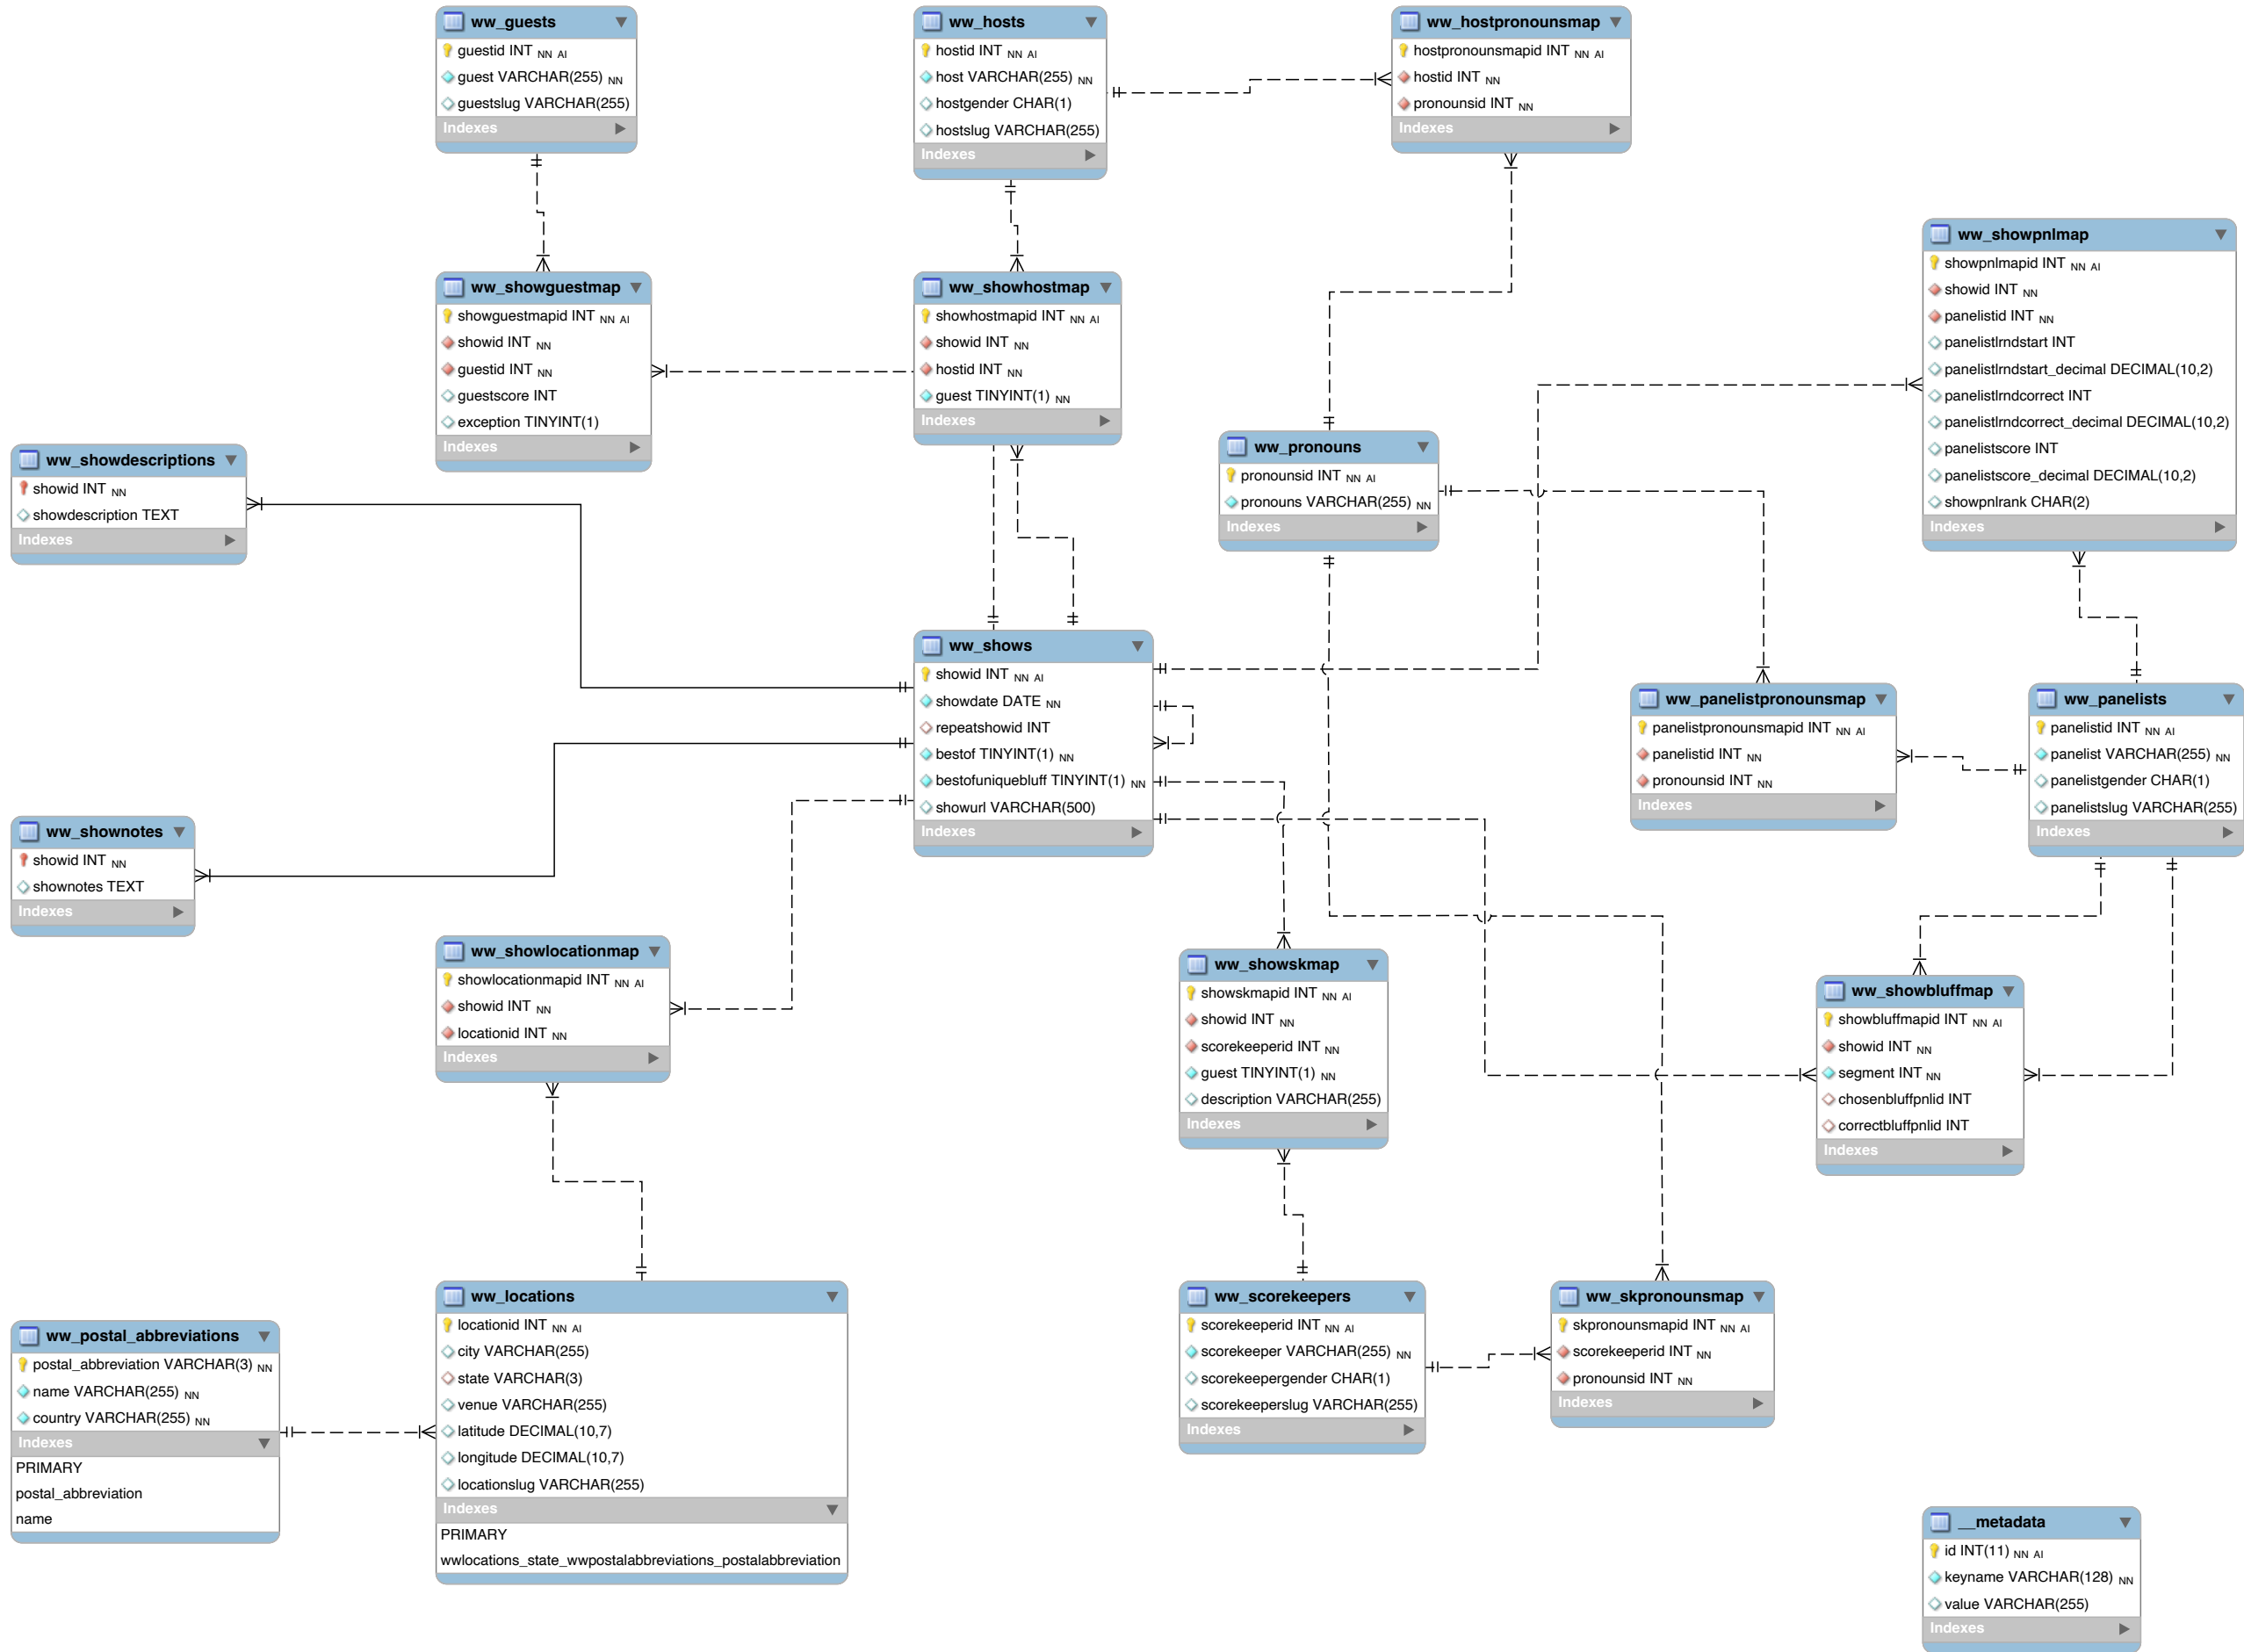 ww_guests
guestid INT NN AI
guest VARCHAR(255) NN
guestslug VARCHAR(255)
Indexes
ww_hosts
hostid INT NN AI
host VARCHAR(255) NN
hostgender CHAR(1)
hostslug VARCHAR(255)
Indexes
ww_hostpronounsmap
hostpronounsmapid INT NN AI
hostid INT NN
pronounsid INT NN
Indexes
ww_showguestmap
showguestmapid INT NN AI
showid INT NN
guestid INT NN
guestscore INT
exception TINYINT(1)
Indexes
ww_showhostmap
showhostmapid INT NN AI
showid INT NN
hostid INT NN
guest TINYINT(1) NN
Indexes
ww_showpnlmap
showpnlmapid INT NN AI
showid INT NN
panelistid INT NN
panelistlrndstart INT
panelistlrndstart_decimal DECIMAL(10,2)
panelistlrndcorrect INT
panelistlrndcorrect_decimal DECIMAL(10,2)
panelistscore INT
panelistscore_decimal DECIMAL(10,2)
showpnlrank CHAR(2)
Indexes
ww_showdescriptions
showid INT NN
showdescription TEXT
Indexes
ww_pronouns
pronounsid INT NN AI
pronouns VARCHAR(255) NN
Indexes
ww_shows
showid INT NN AI
showdate DATE NN
repeatshowid INT
bestof TINYINT(1) NN
bestofuniquebluff TINYINT(1) NN
showurl VARCHAR(500)
Indexes
ww_panelistpronounsmap
panelistpronounsmapid INT NN AI
panelistid INT NN
pronounsid INT NN
Indexes
ww_panelists
panelistid INT NN AI
panelist VARCHAR(255) NN
panelistgender CHAR(1)
panelistslug VARCHAR(255)
Indexes
ww_shownotes
showid INT NN
shownotes TEXT
Indexes
ww_showlocationmap
showlocationmapid INT NN AI
showid INT NN
locationid INT NN
Indexes
ww_showskmap
showskmapid INT NN AI
showid INT NN
scorekeeperid INT NN
guest TINYINT(1) NN
description VARCHAR(255)
Indexes
ww_showbluffmap
showbluffmapid INT NN AI
showid INT NN
segment INT NN
chosenbluffpnlid INT
correctbluffpnlid INT
Indexes
ww_postal_abbreviations
postal_abbreviation VARCHAR(3) NN
name VARCHAR(255) NN
country VARCHAR(255) NN
Indexes
PRIMARY
postal_abbreviation
name
ww_locations
locationid INT NN AI
city VARCHAR(255)
state VARCHAR(3)
venue VARCHAR(255)
latitude DECIMAL(10,7)
longitude DECIMAL(10,7)
locationslug VARCHAR(255)
Indexes
PRIMARY
wwlocations_state_wwpostalabbreviations_postalabbreviation
ww_scorekeepers
scorekeeperid INT NN AI
scorekeeper VARCHAR(255) NN
scorekeepergender CHAR(1)
scorekeeperslug VARCHAR(255)
Indexes
ww_skpronounsmap
skpronounsmapid INT NN AI
scorekeeperid INT NN
pronounsid INT NN
Indexes
__metadata
id INT(11) NN AI
keyname VARCHAR(128) NN
value VARCHAR(255)
Indexes